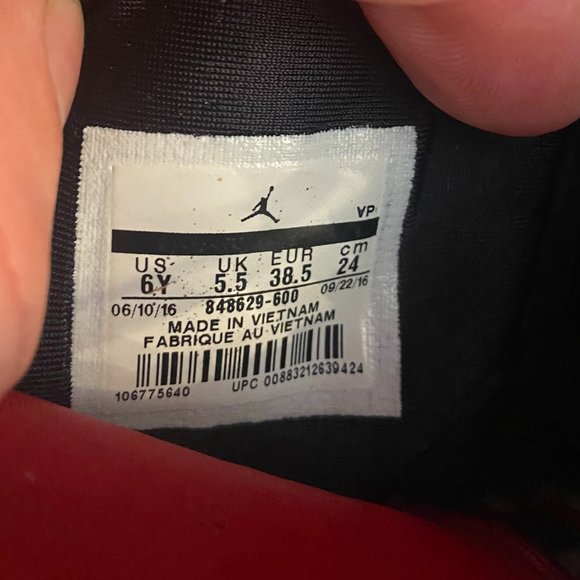 VP
US UK EUR cm
6Y 5.5 38.5 24
06/10/16 848629-600 09/22/16
MADE IN VIETNAM
FABRIQUE AU VIETNAM
106775640 UPC 00883212639424